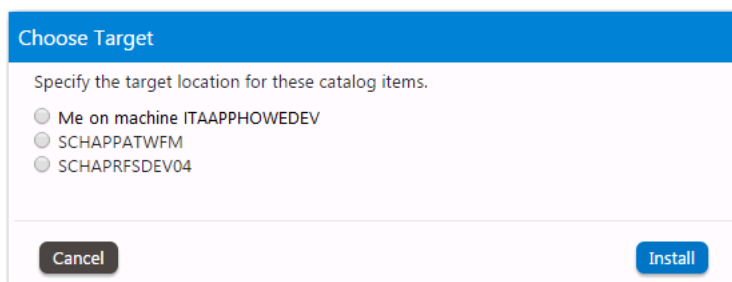 Choose Target
Specify the target location for these catalog items.
Me on machine ITAAPPHOWEDEV
SCHAPPATWFM
SCHAPRFSDEV04
Cancel
Install